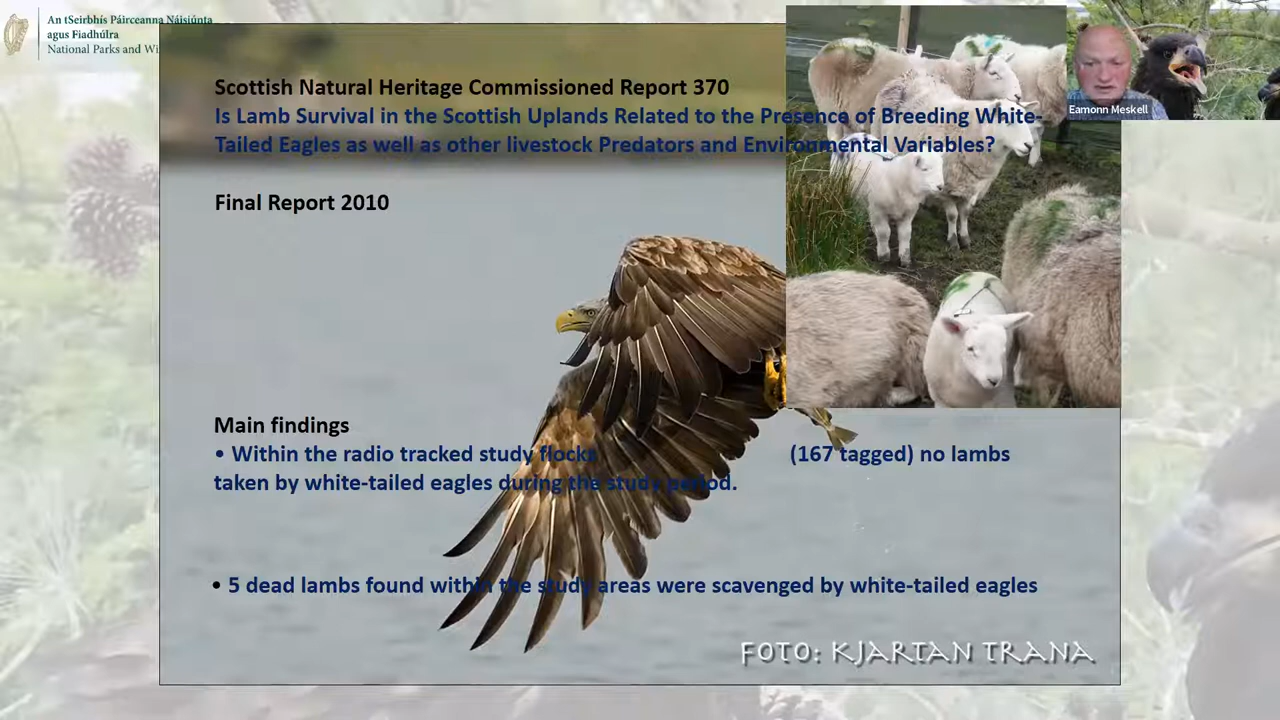 An tSeirbhís Páirceanna Náisiúnta
agus Fiadhúlra
National Parks and Wi
Eamonn Meskell
Scottish Natural Heritage Commissioned Report 370
Is Lamb Survival in the Scottish Uplands Related to the Presence of Breeding White-
Tailed Eagles as well as other livestock Predators and Environmental Variables?
Final Report 2010
Main findings
• Within the radio tracked study flocks (167 tagged) no lambs
taken by white-tailed eagles during the study period.
• 5 dead lambs found within the study areas were scavenged by white-tailed eagles
FOTO: KJARTAN TRANA